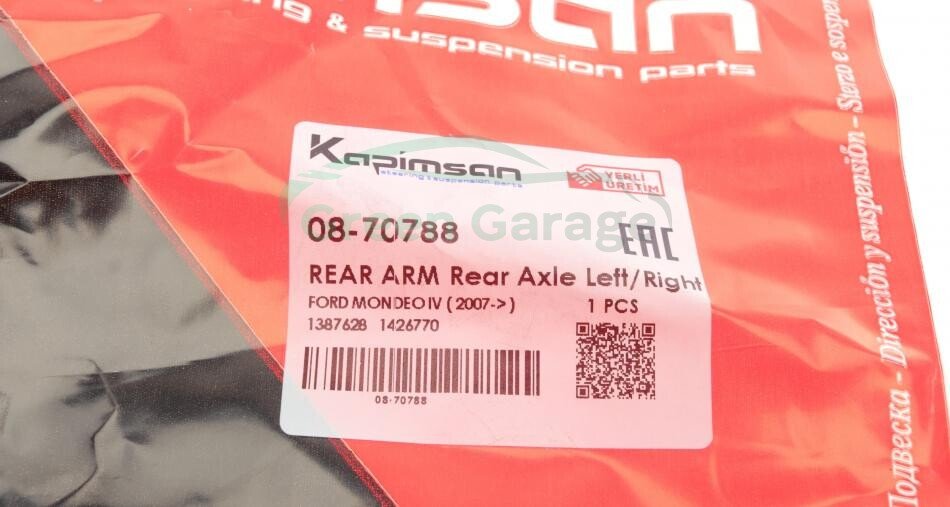 & suspension parts
Kapimsan
steering & suspension parts
YERLİ
ÜRETİM
Green Garage
08-70788
EAC
REAR ARM Rear Axle Left/Right
FORD MONDEO IV ( 2007-> )
1 PCS
1387628 1426770
08-70788
Подвеска - Dirección y suspensión - Sterzo e